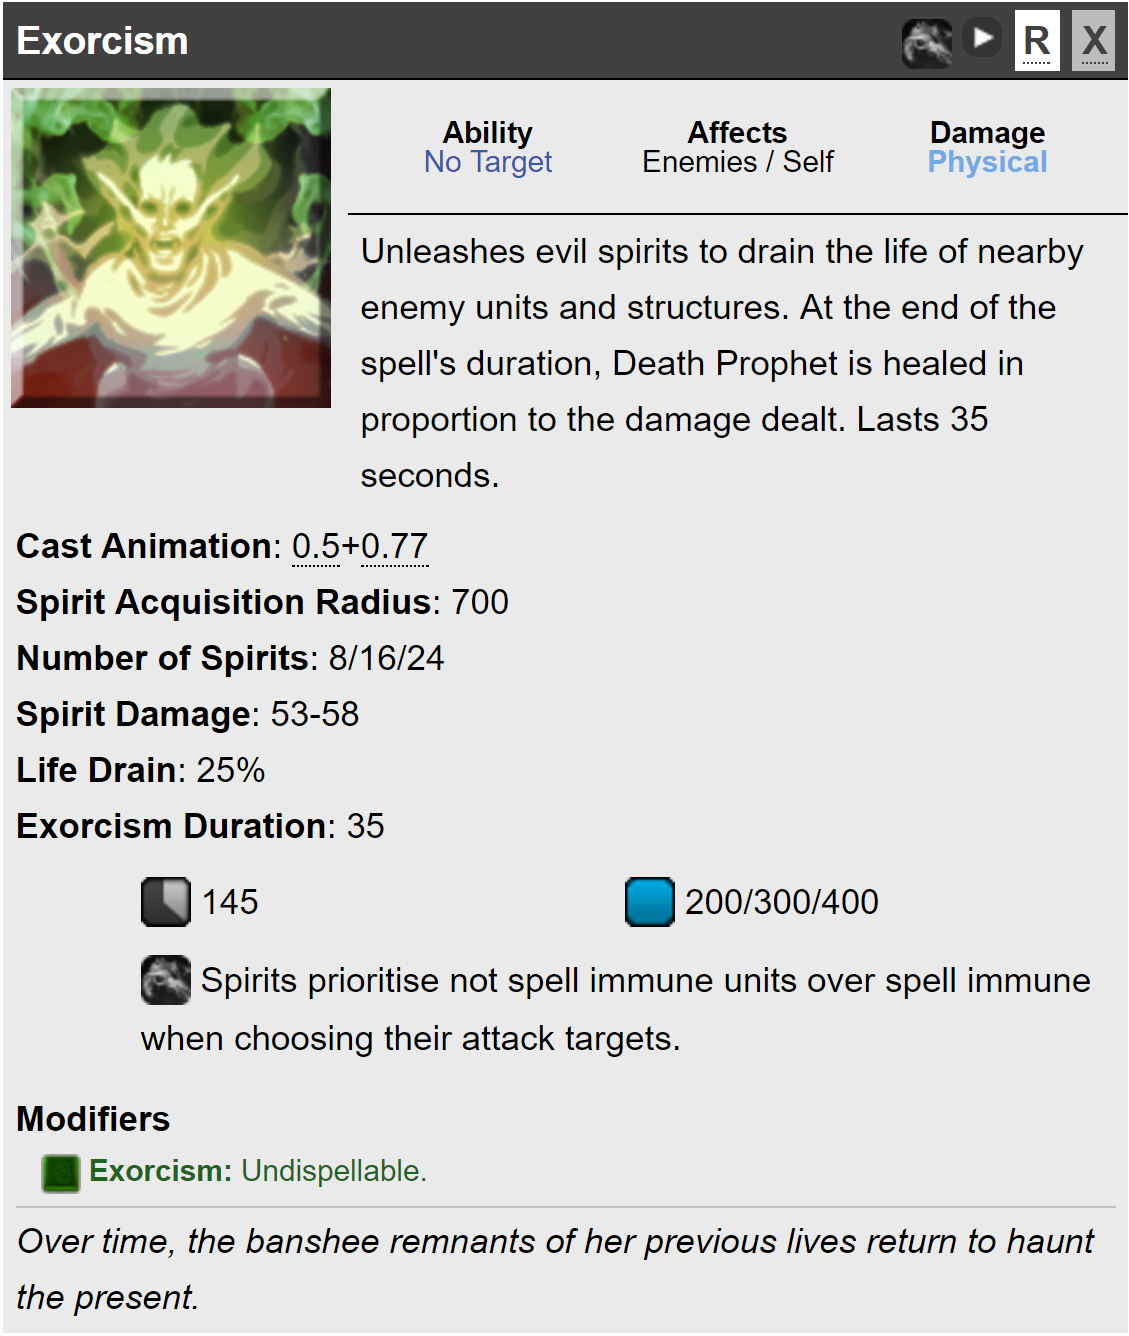 Exorcism
R X
Ability Affects Damage
No Target Enemies / Self Physical
Unleashes evil spirits to drain the life of nearby
enemy units and structures. At the end of the
spell's duration, Death Prophet is healed in
proportion to the damage dealt. Lasts 35
seconds.
Cast Animation: 0.5+0.77
Spirit Acquisition Radius: 700
Number of Spirits: 8/16/24
Spirit Damage: 53-58
Life Drain: 25%
Exorcism Duration: 35
145 200/300/400
Spirits prioritise not spell immune units over spell immune
when choosing their attack targets.
Modifiers
Exorcism: Undispellable.
Over time, the banshee remnants of her previous lives return to haunt
the present.